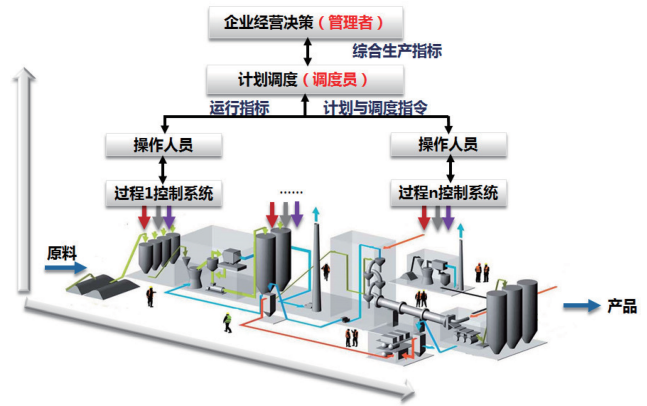 企业经营决策（管理者）
综合生产指标
计划调度（调度员）
运行指标
计划与调度指令
操作人员
操作人员
过程1控制系统
……
过程n控制系统
原料
产品